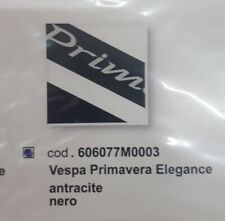 Prim
cod. 606077M0003
e Vespa Primavera Elegance
antracite
nero